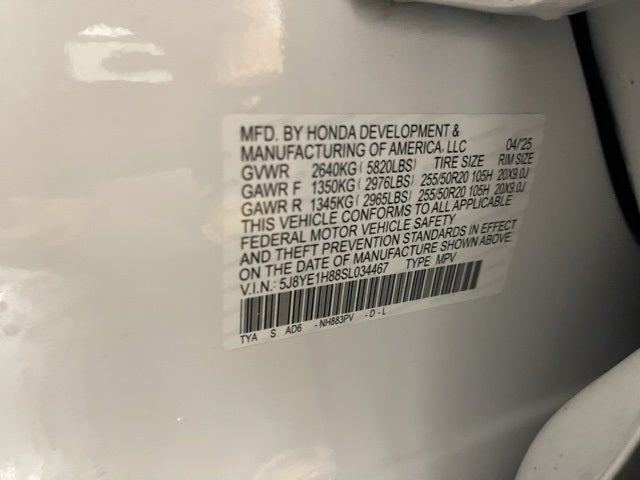 MFD. BY HONDA DEVELOPMENT &
MANUFACTURING OF AMERICA, LLC 04/25
GVWR 2640KG ( 5820LBS) TIRE SIZE RIM SIZE
GAWR F 1350KG ( 2976LBS) 255/50R20 105H 20X9.0J
GAWR R 1345KG ( 2965LBS) 255/50R20 105H 20X9.0J
THIS VEHICLE CONFORMS TO ALL APPLICABLE
FEDERAL MOTOR VEHICLE SAFETY
AND THEFT PREVENTION STANDARDS IN EFFECT
ON THE DATE OF MANUFACTURE SHOWN ABOVE.
V.I.N.: 5J8YE1H88SL034467 TYPE: MPV
TYA S AD6 - NH883PV - D - L